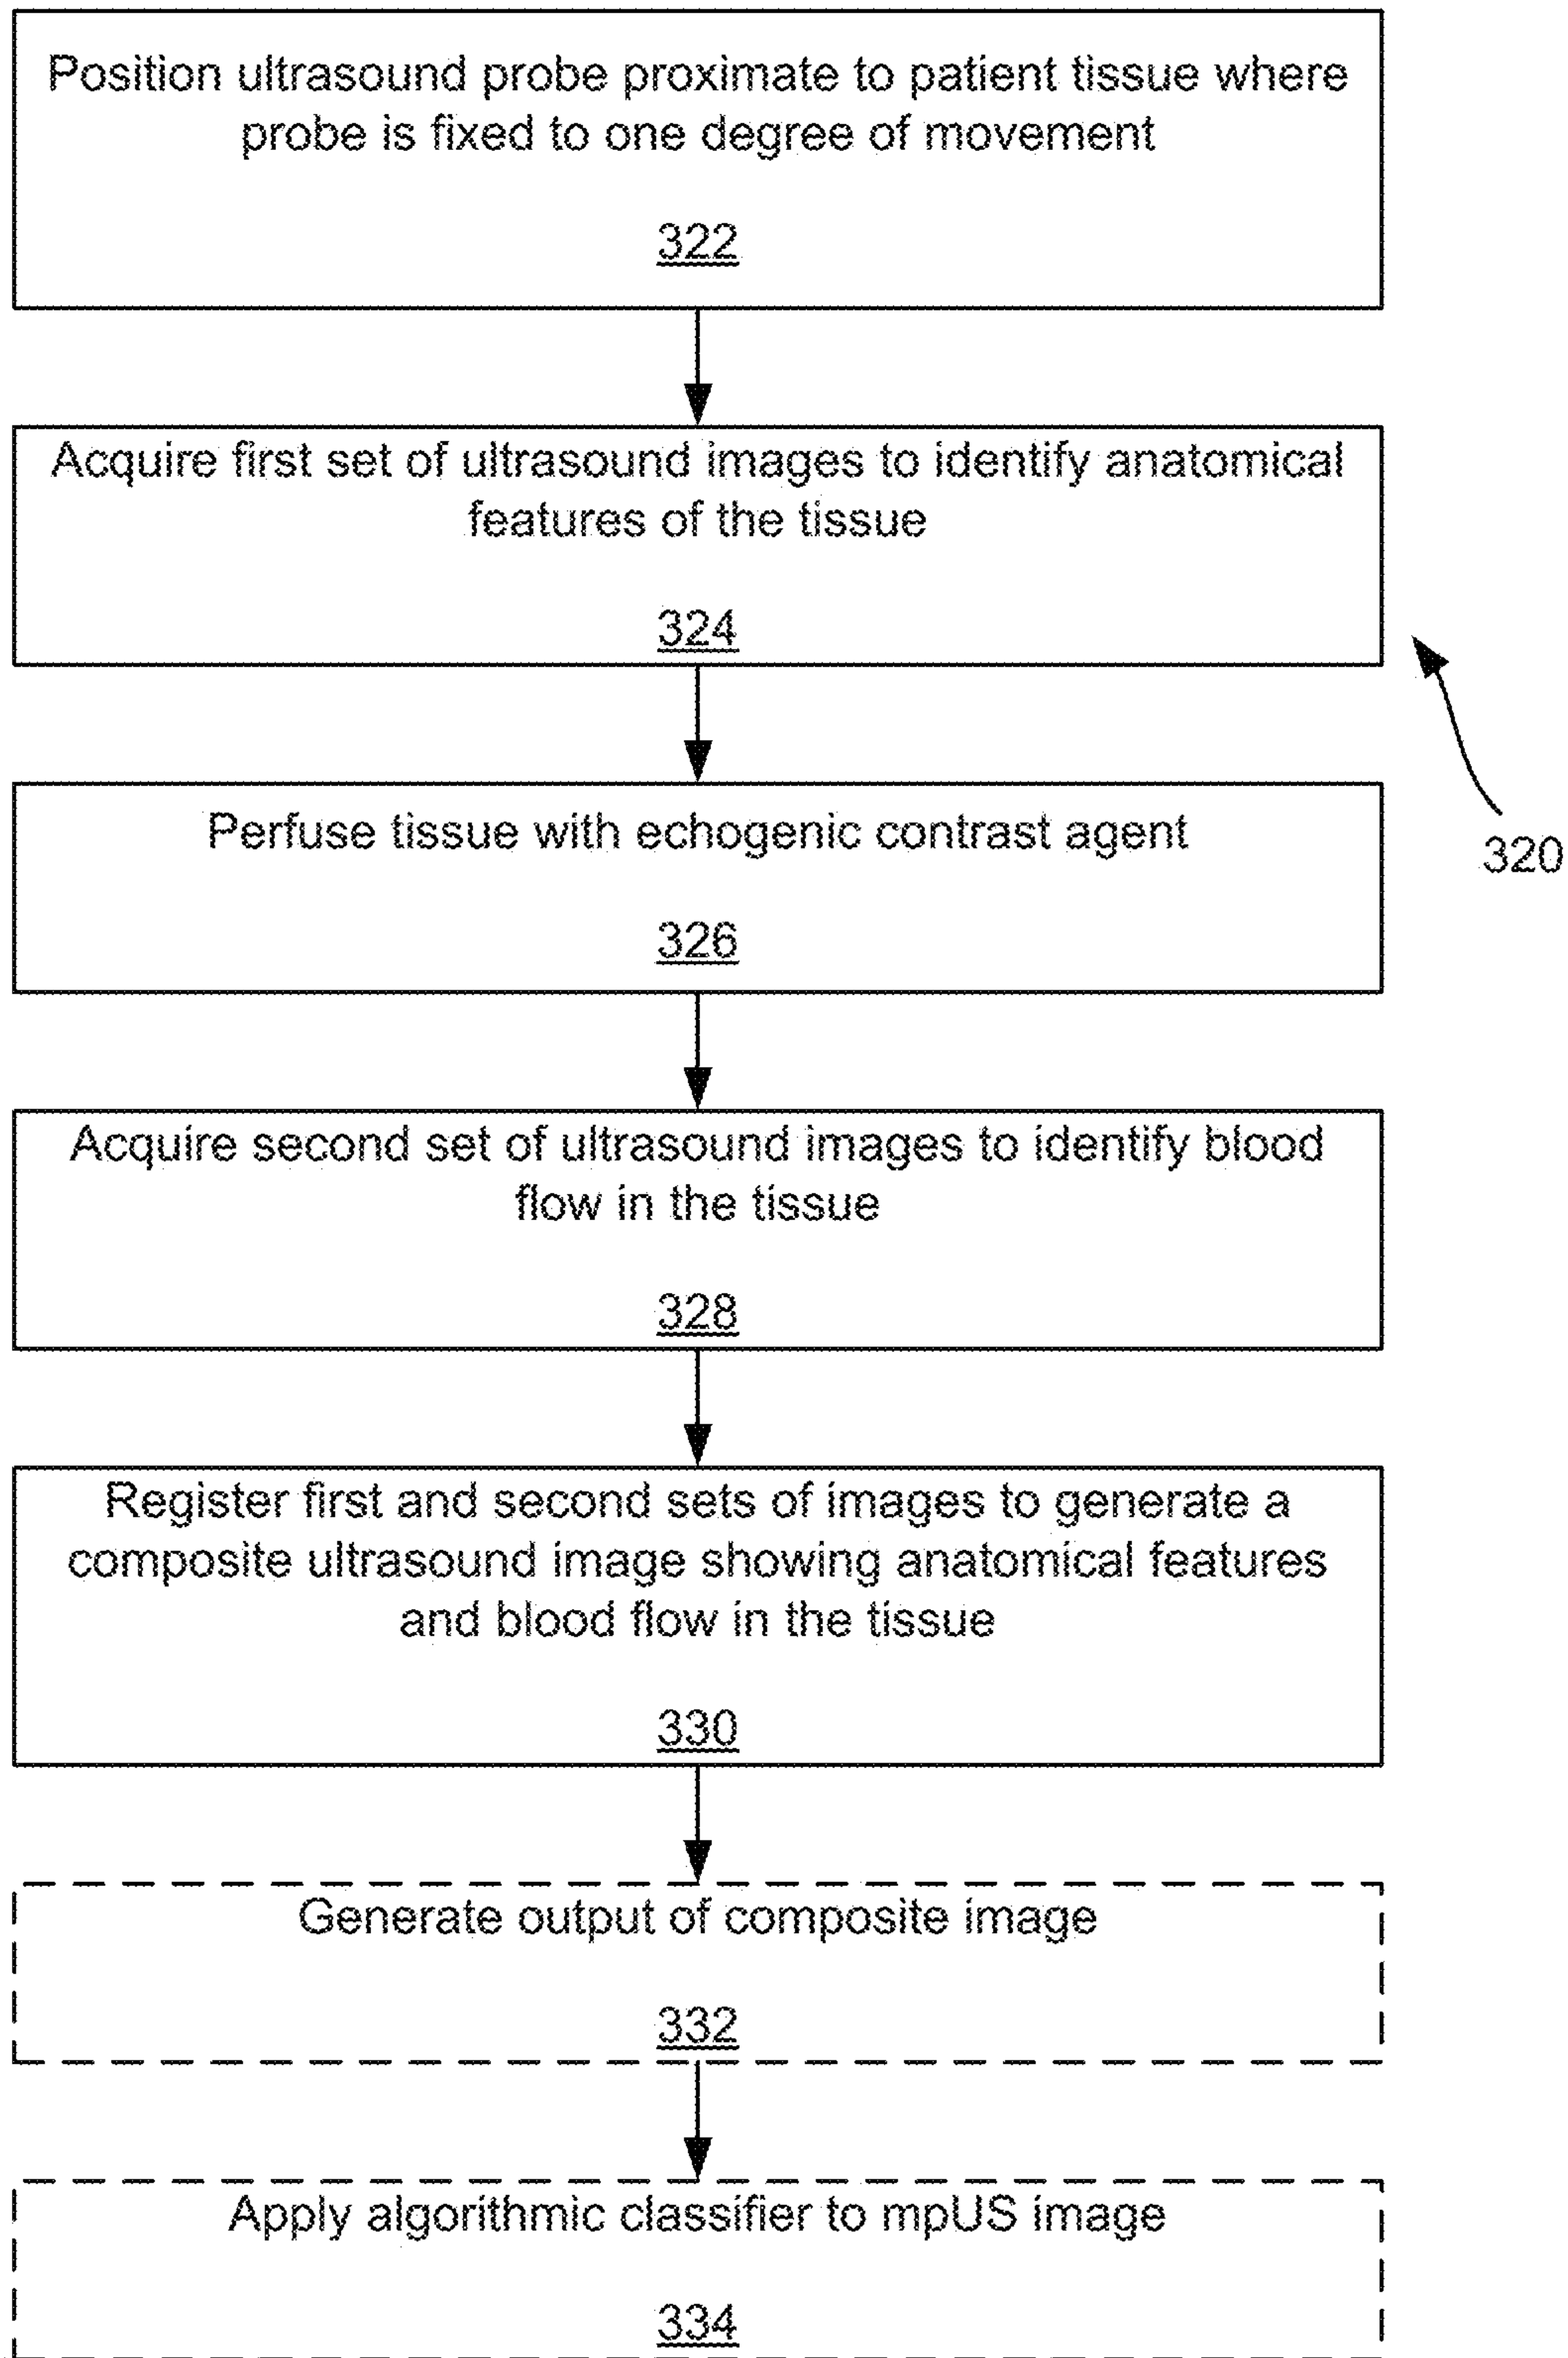 Position ultrasound probe proximate to patient tissue where
probe is fixed to one degree of movement
322
Acquire first set of ultrasound images to identify anatomical
features of the tissue
324
320
Perfuse tissue with echogenic contrast agent
326
Acquire second set of ultrasound images to identify blood
flow in the tissue
328
Register first and second sets of images to generate a
composite ultrasound image showing anatomical features
and blood flow in the tissue
330
Generate output of composite image
332
Apply algorithmic classifier to mpUS image
334